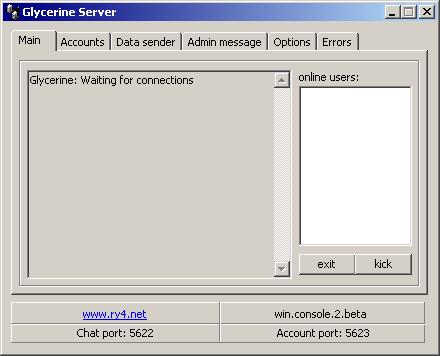 Glycerine Server
Main Accounts Data sender Admin message Options Errors
Glycerine: Waiting for connections
online users:
exit kick
www.ry4.net win.console.2.beta
Chat port: 5622 Account port: 5623